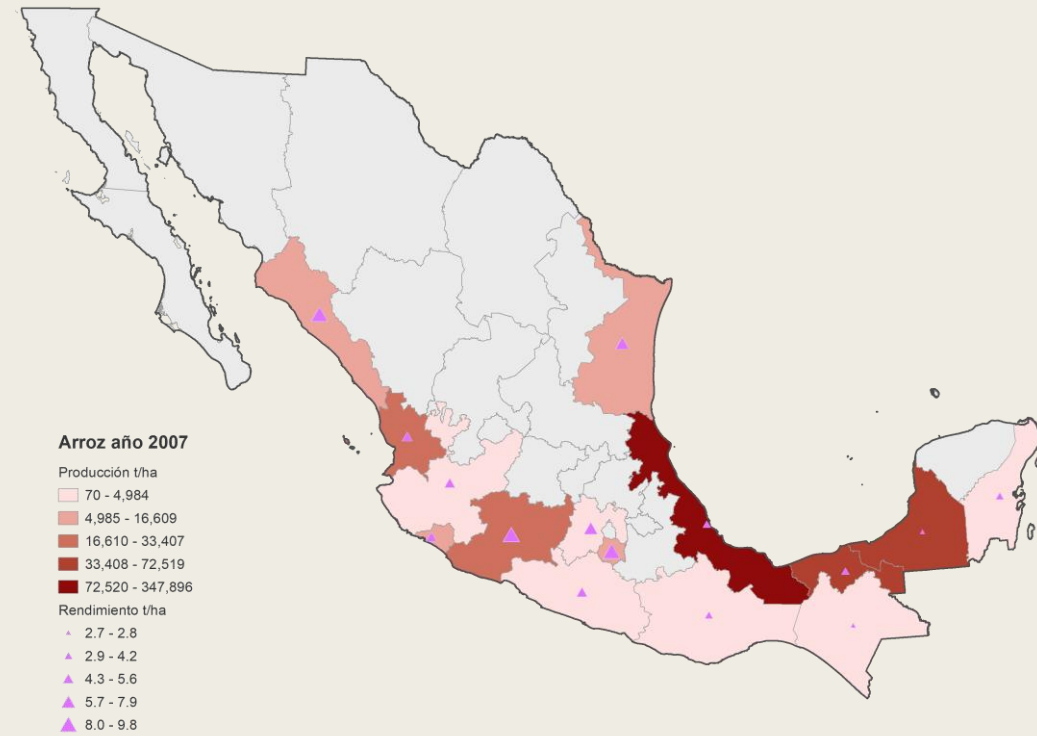 Arroz año 2007
Producción t/ha
70 - 4,984
4,985 - 16,609
16,610 - 33,407
33,408 - 72,519
72,520 - 347,896
Rendimiento t/ha
2.7 - 2.8
2.9 - 4.2
4.3 - 5.6
5.7 - 7.9
8.0 - 9.8